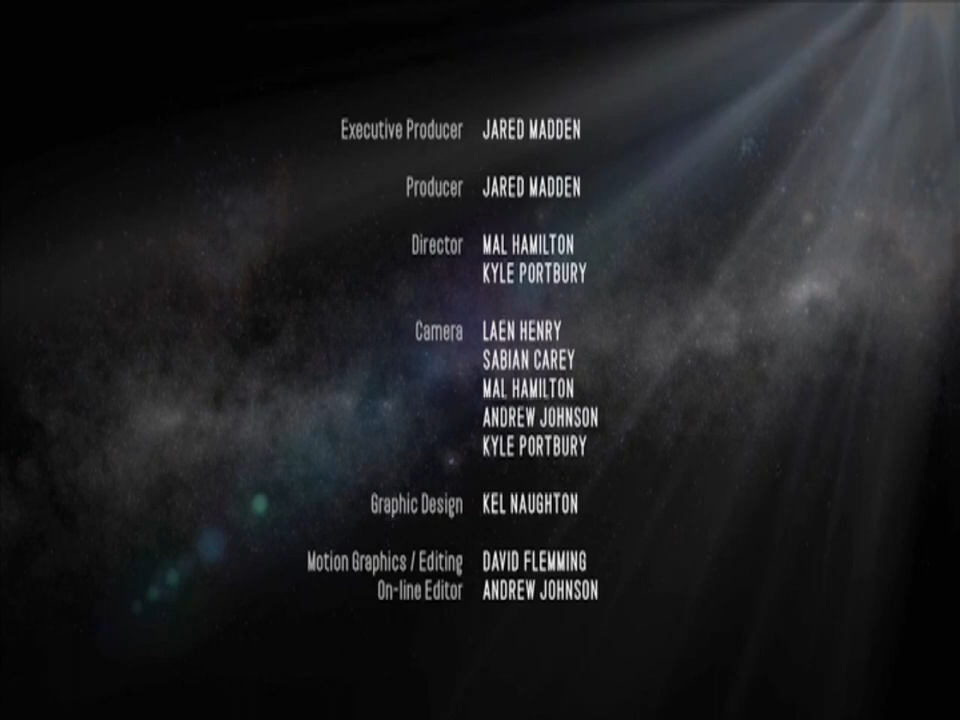 Executive Producer JARED MADDEN
Producer JARED MADDEN
Director MAL HAMILTON
KYLE PORTBURY
Camera LAEN HENRY
SABIAN CAREY
MAL HAMILTON
ANDREW JOHNSON
KYLE PORTBURY
Graphic Design KEL NAUGHTON
Motion Graphics / Editing DAVID FLEMMING
On-line Editor ANDREW JOHNSON